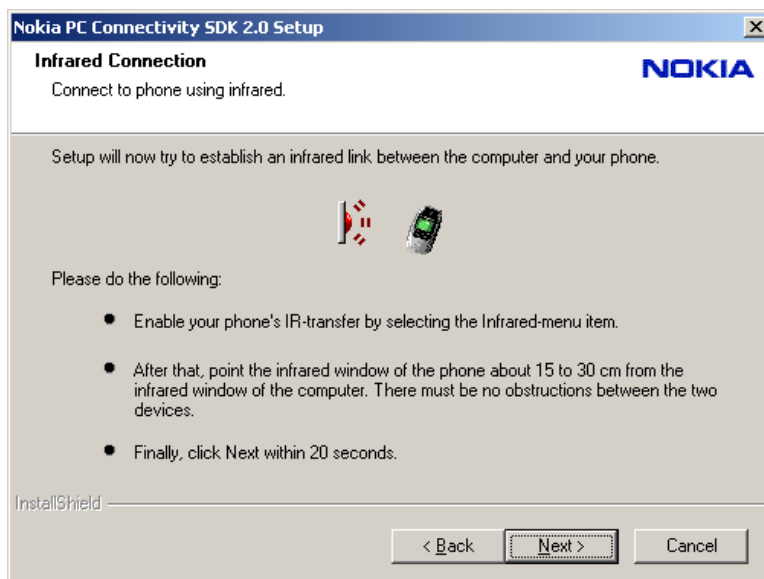 Nokia PC Connectivity SDK 2.0 Setup
Infrared Connection
NOKIA
Connect to phone using infrared.
Setup will now try to establish an infrared link between the computer and your phone.
Please do the following:
Enable your phone's IR-transfer by selecting the Infrared-menu item.
After that, point the infrared window of the phone about 15 to 30 cm from the
infrared window of the computer. There must be no obstructions between the two
devices.
Finally, click Next within 20 seconds.
InstallShield
< Back
Next >
Cancel